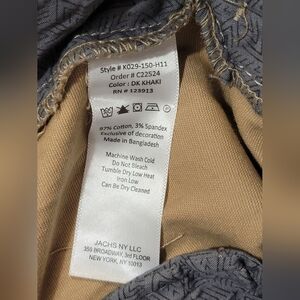 Style # K029-150-H11
Order # C22524
Color : DK KHAKI
RN # 123913
97% Cotton, 3% Spandex
Exclusive of decoration
Made in Bangladesh
Machine Wash Cold
Do Not Bleach
Tumble Dry Low Heat
Iron Low
Can Be Dry Cleaned
JACHS NY LLC
359 BROADWAY, 3rd FLOOR
NEW YORK, NY 10013